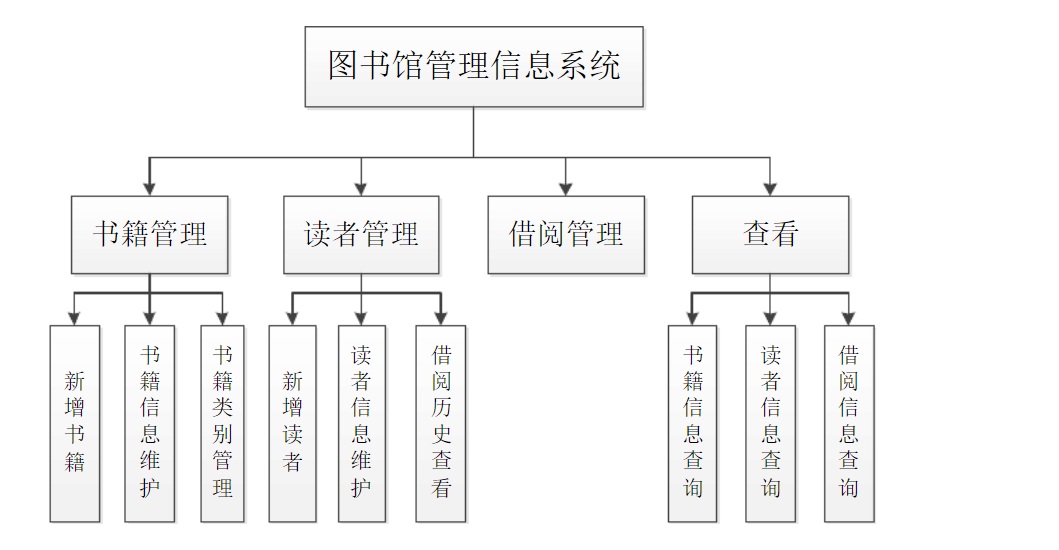 图书馆管理信息系统
书籍管理
读者管理
借阅管理
查看
新增书籍
书籍信息维护
书籍类别管理
新增读者
读者信息维护
借阅历史查看
书籍信息查询
读者信息查询
借阅信息查询